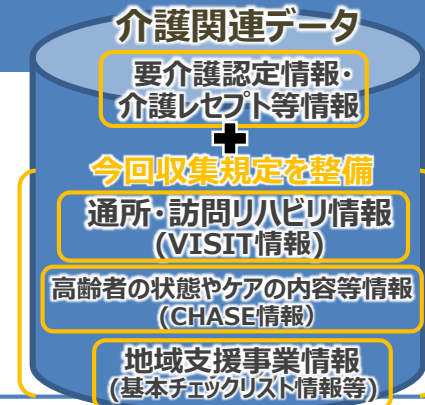 介護関連データ
要介護認定情報・
介護レセプト等情報
+
今回収集規定を整備
通所・訪問リハビリ情報
(VISIT情報)
高齢者の状態やケアの内容等情報
(CHASE情報)
地域支援事業情報
(基本チェックリスト情報等)